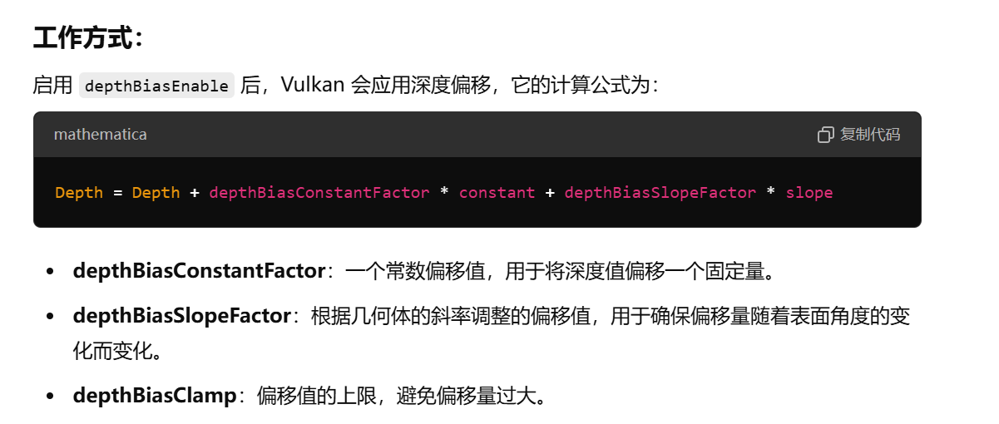 工作方式：
启用 depthBiasEnable 后，Vulkan 会应用深度偏移，它的计算公式为：
mathematica
复制代码
Depth = Depth + depthBiasConstantFactor * constant + depthBiasSlopeFactor * slope
• depthBiasConstantFactor：一个常数偏移值，用于将深度值偏移一个固定量。
• depthBiasSlopeFactor：根据几何体的斜率调整的偏移值，用于确保偏移量随着表面角度的变
化而变化。
• depthBiasClamp：偏移值的上限，避免偏移量过大。